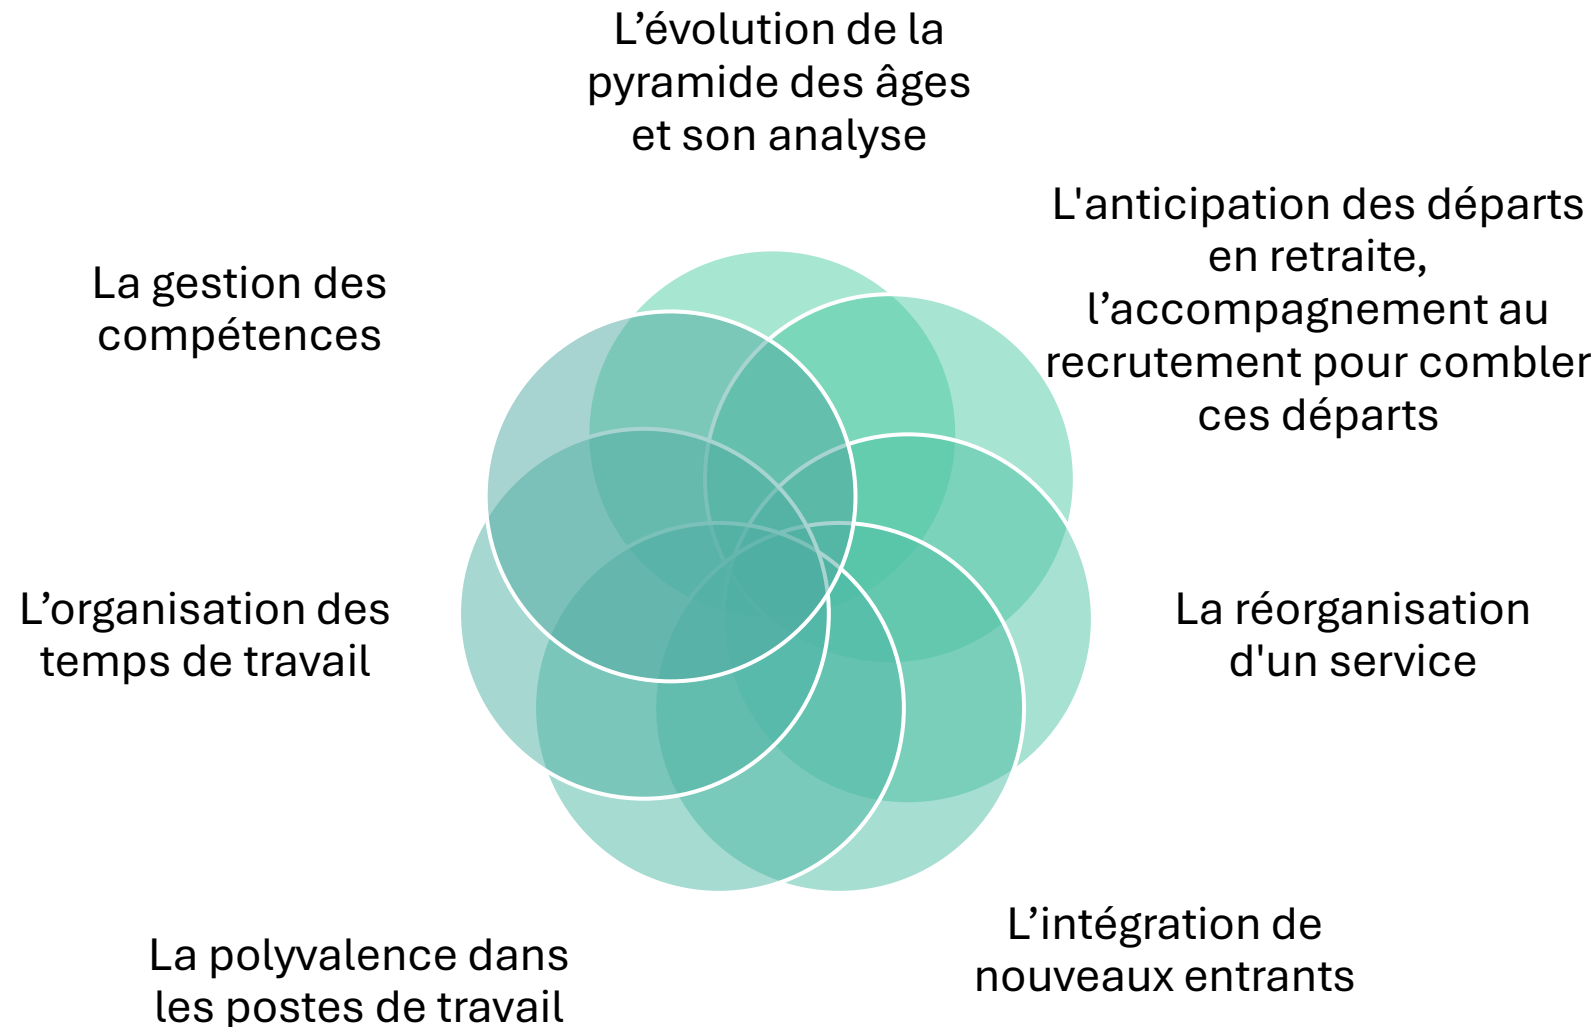 L’évolution de la
pyramide des âges
et son analyse
L'anticipation des départs
en retraite,
l’accompagnement au
recrutement pour combler
ces départs
La réorganisation
d'un service
L’intégration de
nouveaux entrants
La polyvalence dans
les postes de travail
L’organisation des
temps de travail
La gestion des
compétences